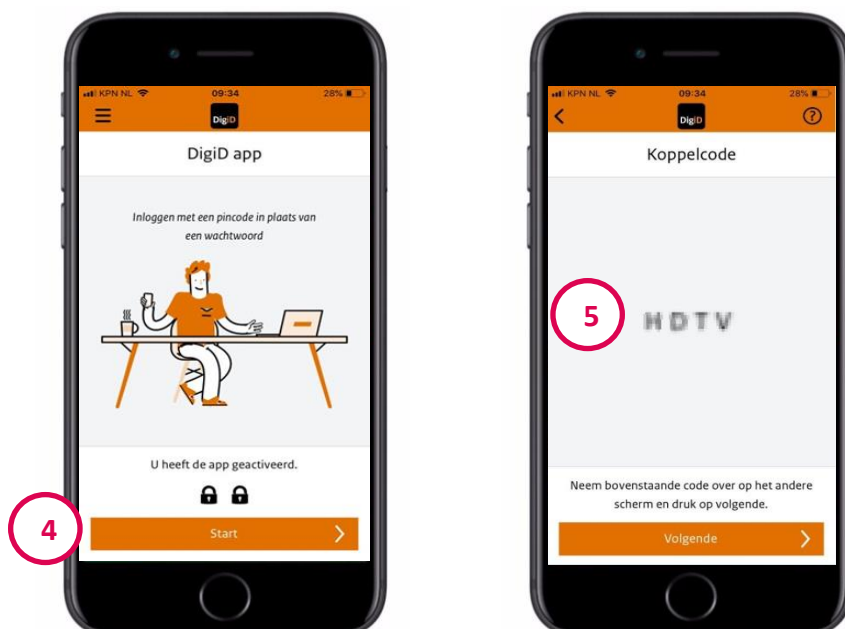 KPN NL 09:34 28%
DigiD
DigiD app
Inloggen met een pincode in plaats van
een wachtwoord
U heeft de app geactiveerd.
4
Start
KPN NL 09:34 28%
DigiD
Koppelcode
5
HDTV
Neem bovenstaande code over op het andere
scherm en druk op volgende.
Volgende